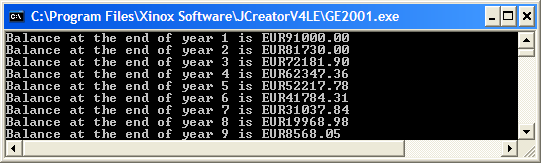 C:\Program Files\Xinox Software\JCreatorV4LE\GE2001.exe
Balance at the end of year 1 is EUR91000.00
Balance at the end of year 2 is EUR81730.00
Balance at the end of year 3 is EUR72181.90
Balance at the end of year 4 is EUR62347.36
Balance at the end of year 5 is EUR52217.78
Balance at the end of year 6 is EUR41784.31
Balance at the end of year 7 is EUR31037.84
Balance at the end of year 8 is EUR19968.98
Balance at the end of year 9 is EUR8568.05